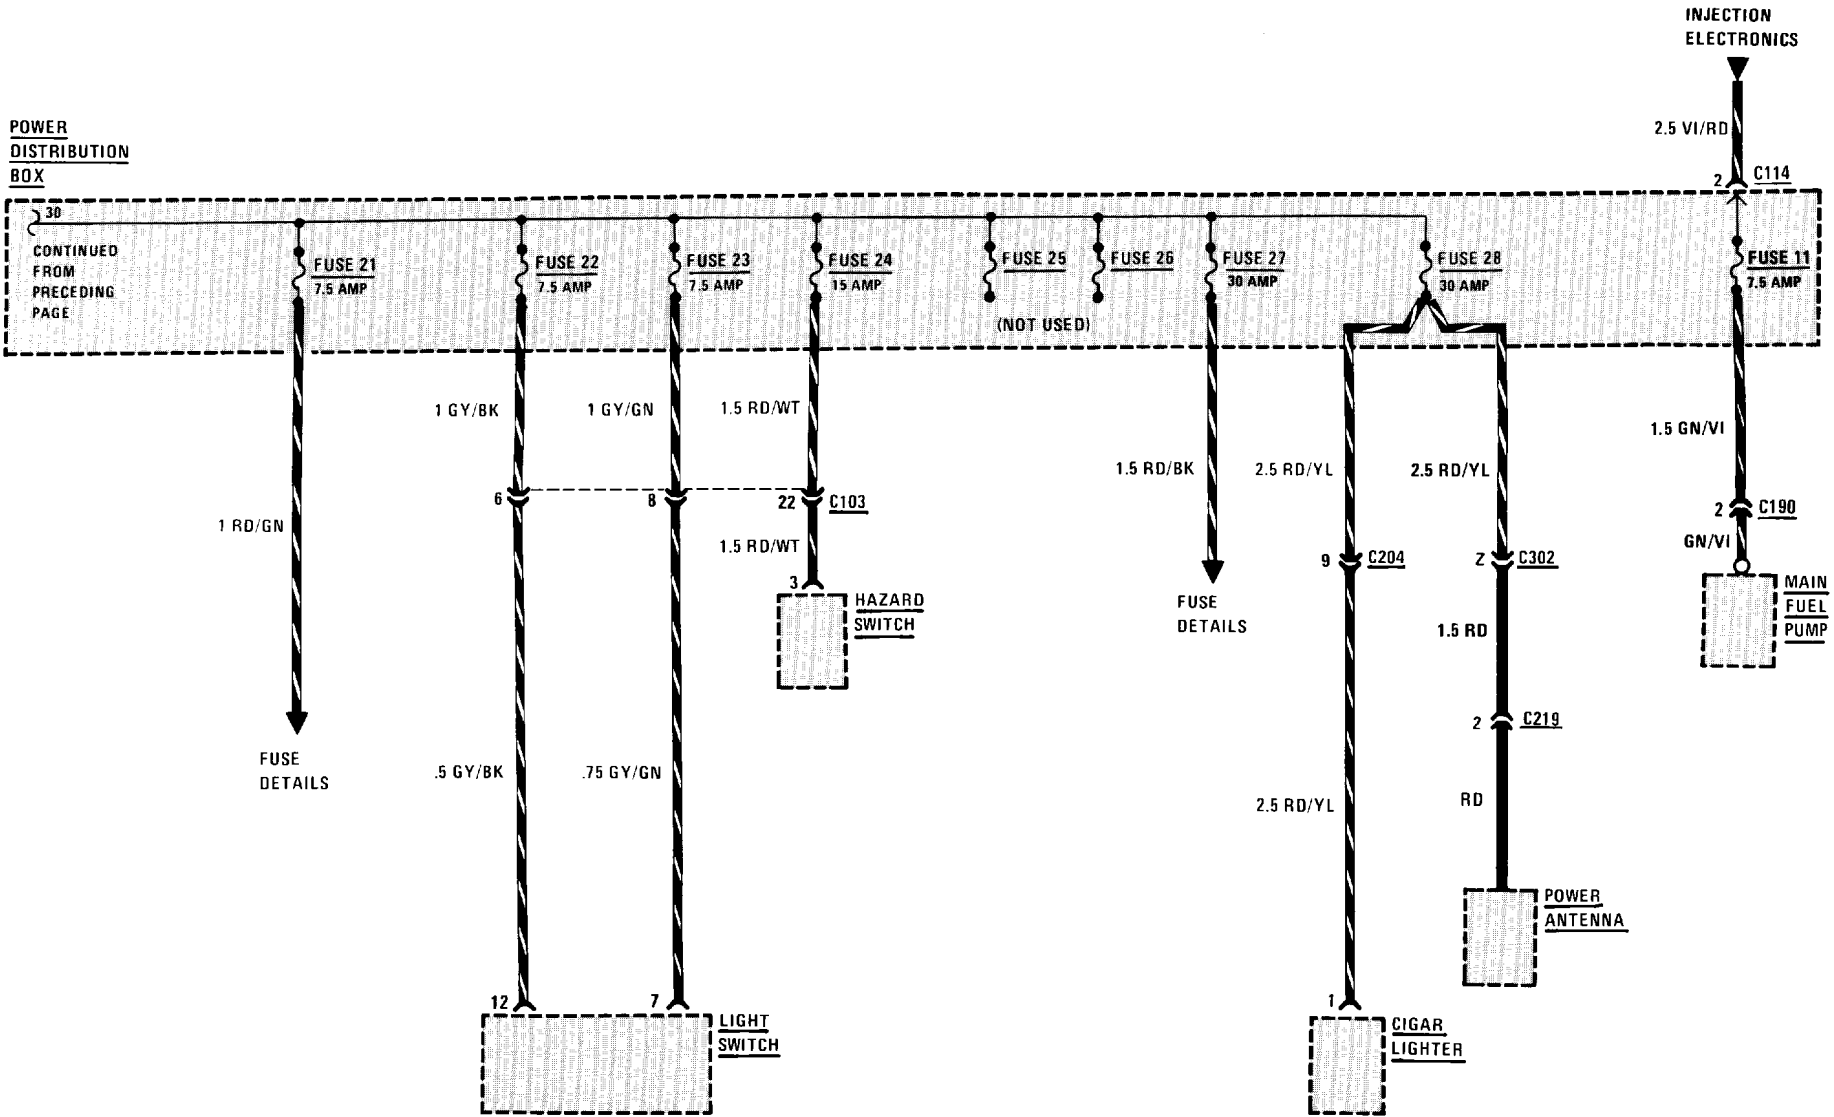 INJECTION
ELECTRONICS
2.5 VI/RD
2 C114
POWER
DISTRIBUTION
BOX
30
CONTINUED
FROM
PRECEDING
PAGE
FUSE 21
7.5 AMP
FUSE 22
7.5 AMP
FUSE 23
7.5 AMP
FUSE 24
15 AMP
FUSE 25
FUSE 26
(NOT USED)
FUSE 27
30 AMP
FUSE 28
30 AMP
FUSE 11
7.5 AMP
1 GY/BK
1 GY/GN
1.5 RD/WT
1.5 RD/BK
2.5 RD/YL
2.5 RD/YL
1.5 GN/VI
6
8
22 C103
2 C190
1 RD/GN
1.5 RD/WT
GN/VI
9 C204
Z C302
3
HAZARD
SWITCH
FUSE
DETAILS
1.5 RD
MAIN
FUEL
PUMP
2 C219
FUSE
DETAILS
.5 GY/BK
.75 GY/GN
2.5 RD/YL
RD
POWER
ANTENNA
12
7
1
LIGHT
SWITCH
CIGAR
LIGHTER